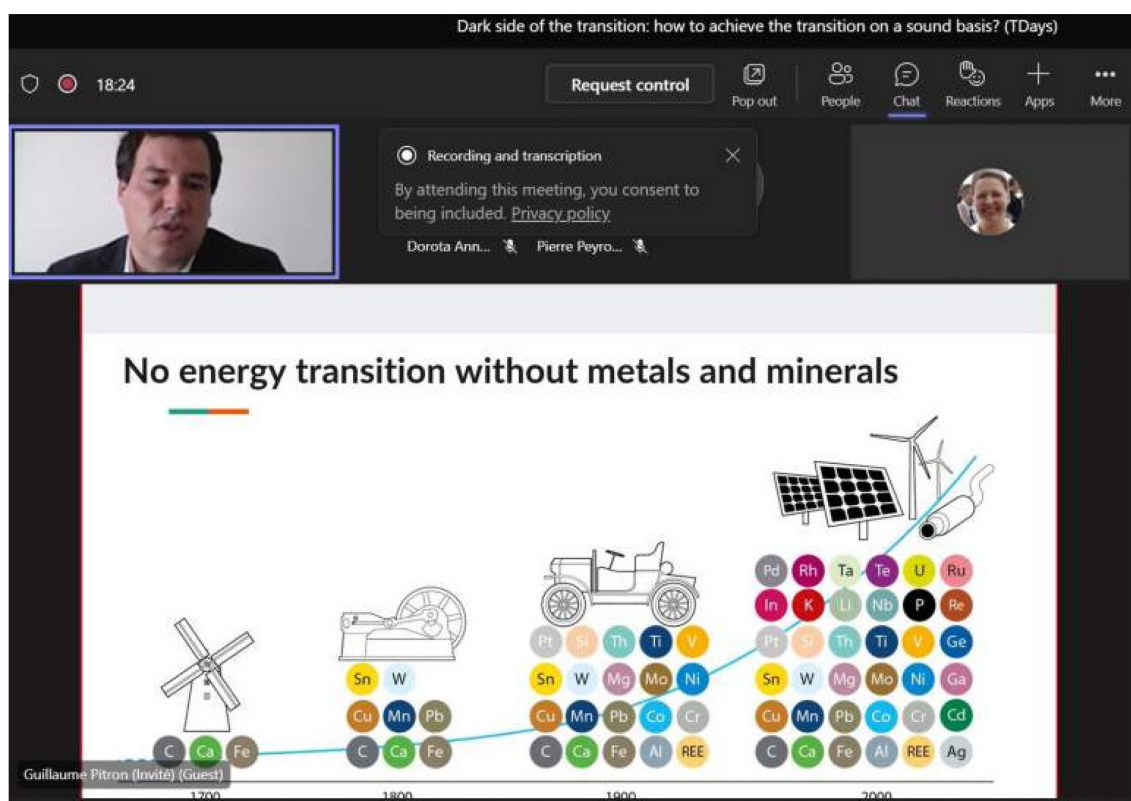 Dark side of the transition: how to achieve the transition on a sound basis? (TDays)
18:24
Request control
Pop out
People
Chat
Reactions
Apps
More
Recording and transcription
By attending this meeting, you consent to
being included. Privacy policy
Dorota Ann...
Pierre Peyro...
No energy transition without metals and minerals
Pd Rh Ta Te U Ru
In K Li Nb P Re
Pt Si Th Ti V
Pt Si Th Ti V Ge
Sn W
Sn W Mg Mo Ni
Sn W Mg Mo Ni Ga
Cu Mn Pb
Cu Mn Pb Co Cr
Cu Mn Pb Co Cr Cd
C Ca Fe
C Ca Fe
C Ca Fe Al REE
C Ca Fe Al REE Ag
Guillaume Pitron (Invité) (Guest)
1700
1800
1900
2000